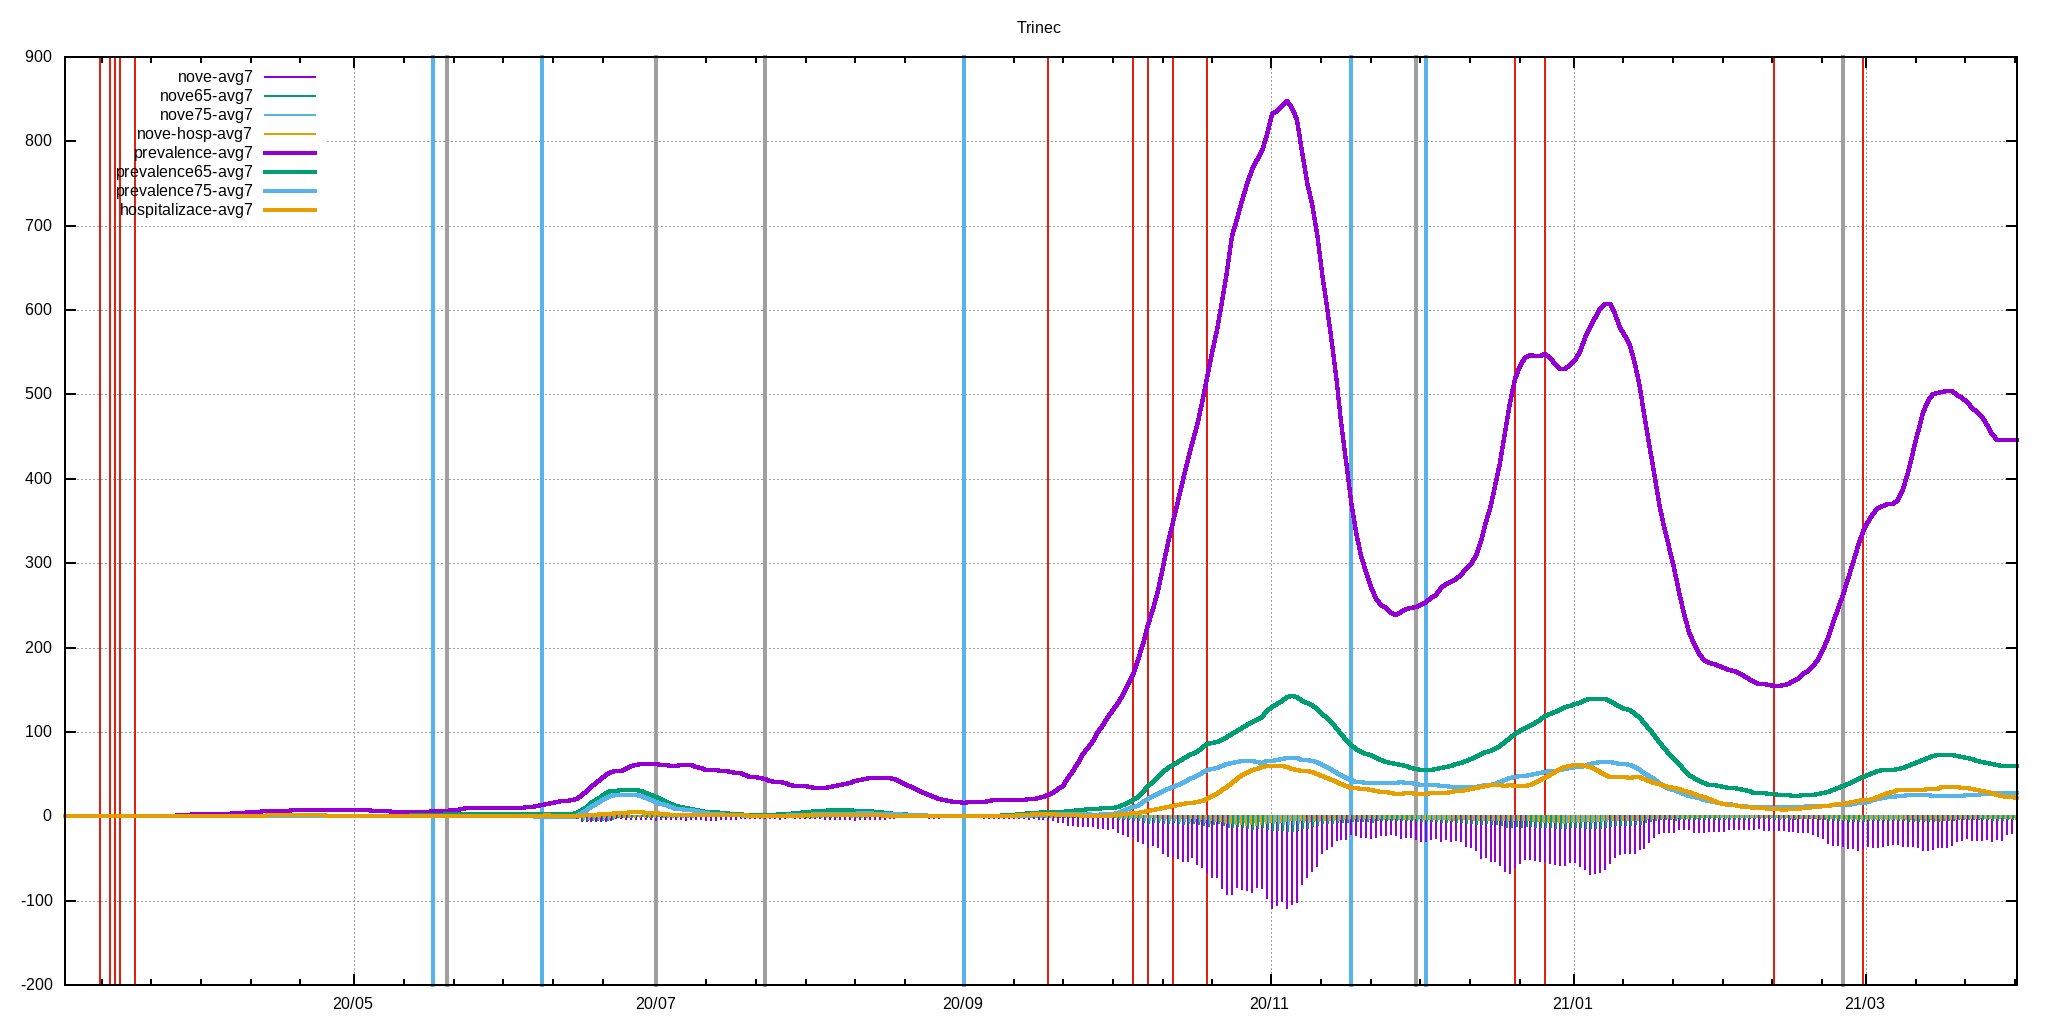 Trinec
900
800
700
600
500
400
300
200
100
0
-100
-200
nove-avg7
nove65-avg7
nove75-avg7
nove-hosp-avg7
prevalence-avg7
prevalence65-avg7
prevalence75-avg7
hospitalizace-avg7
20/05 20/07 20/09 20/11 21/01 21/03